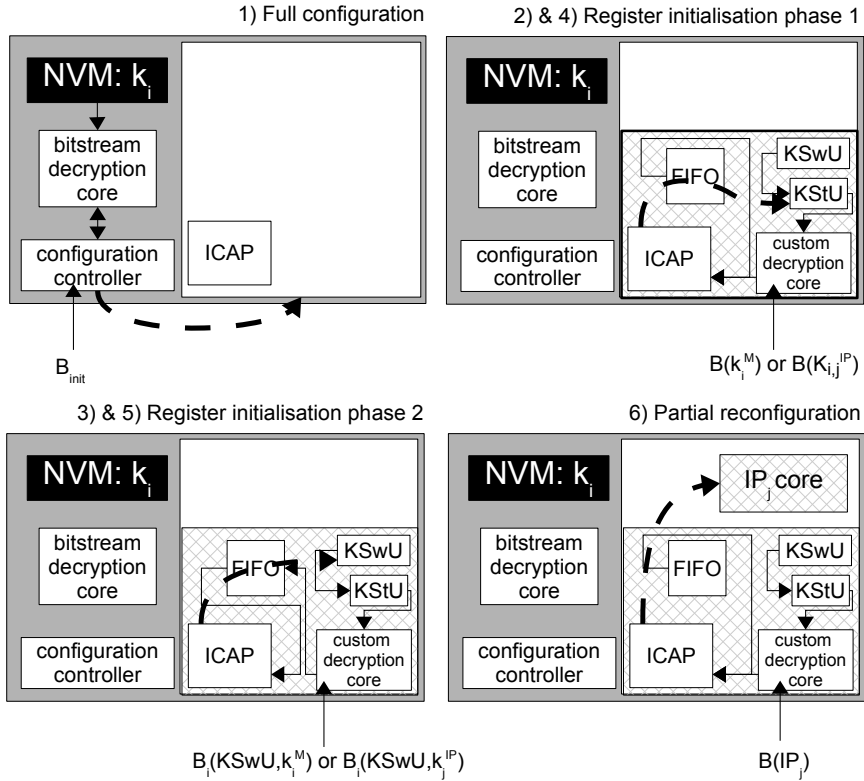 1) Full configuration
NVM: k_i
bitstream
decryption
core
configuration
controller
ICAP
B_init
2) & 4) Register initialisation phase 1
NVM: k_i
bitstream
decryption
core
configuration
controller
FIFO
KSwU
KStU
ICAP
custom
decryption
core
B(k_i^M) or B(K_i,j^IP)
3) & 5) Register initialisation phase 2
NVM: k_i
bitstream
decryption
core
configuration
controller
FIFO
KSwU
KStU
ICAP
custom
decryption
core
B_i(KSwU,k_i^M) or B_i(KSwU,k_j^IP)
6) Partial reconfiguration
NVM: k_i
IP_j core
bitstream
decryption
core
configuration
controller
FIFO
KSwU
KStU
ICAP
custom
decryption
core
B(IP_j)